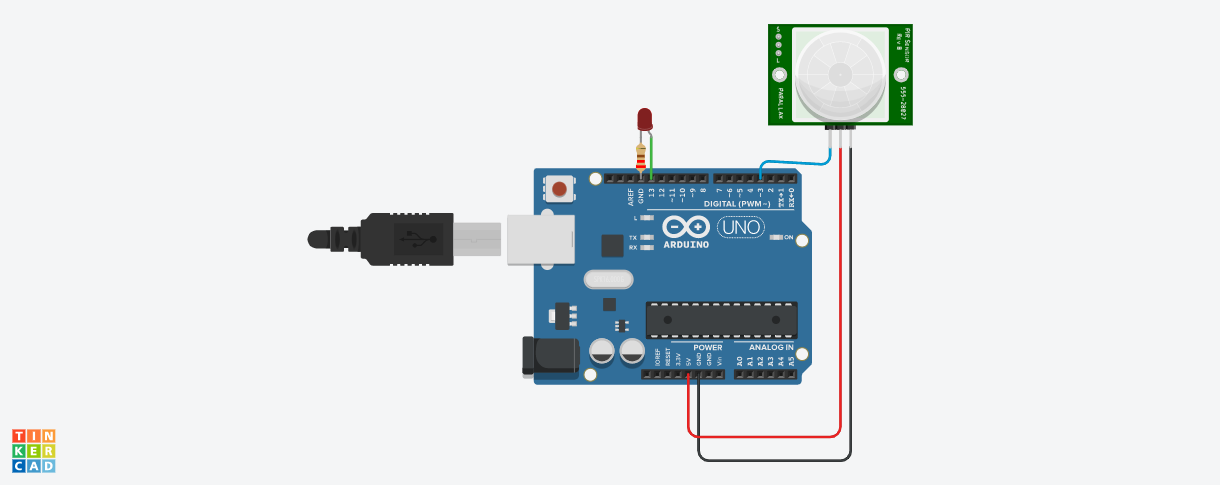 S
L
PIR Sensor
Rev B
PARALLAX
555-28027
AREF
GND
13
12
~11
~10
~9
8
7
~6
~5
4
~3
2
TX→1
RX←0
DIGITAL (PWM~)
L
TX
RX
ARDUINO
UNO
ON
POWER
ANALOG IN
IOREF
RESET
3.3V
5V
GND
GND
Vin
A0
A1
A2
A3
A4
A5
TIN
KER
CAD